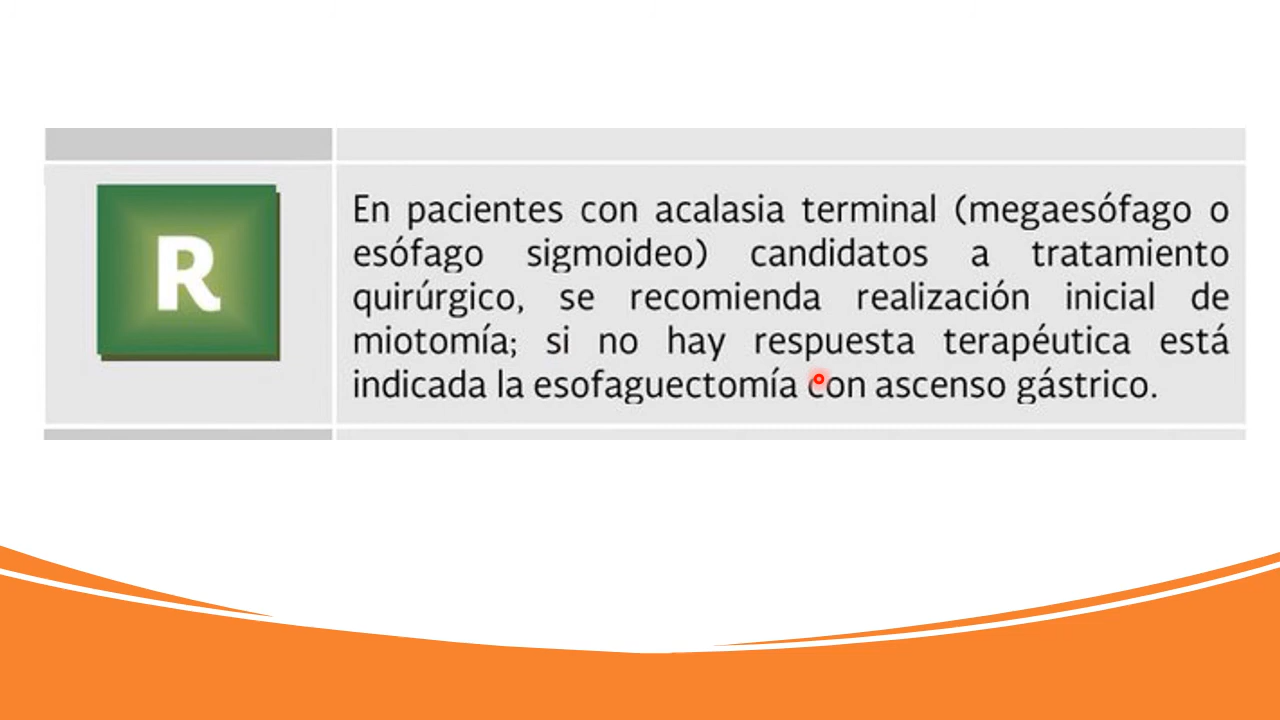 R
En pacientes con acalasia terminal (megaesófago o
esófago sigmoideo) candidatos a tratamiento
quirúrgico, se recomienda realización inicial de
miotomía; si no hay respuesta terapéutica está
indicada la esofaguectomía con ascenso gástrico.